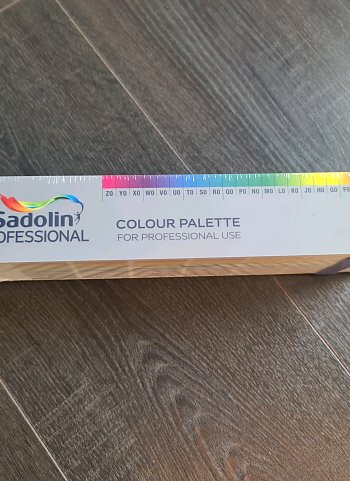 ZO YO XO WO VO UO TO SO RO QO PO NO MO LO KO JO HO GO
Sadolin
OFESSIONAL
COLOUR PALETTE
FOR PROFESSIONAL USE